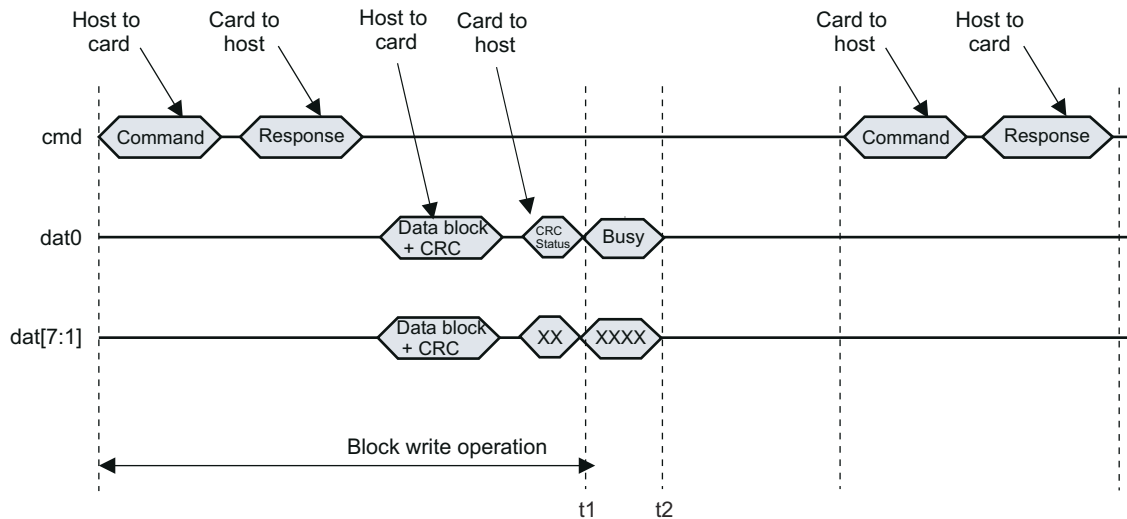 Host to
card
Card to
host
Host to
card
Card to
host
Card to
host
Host to
card
cmd
Command
Response
Command
Response
dat0
Data block
+ CRC
CRC
Status
Busy
dat[7:1]
Data block
+ CRC
XX
XXXX
Block write operation
t1
t2